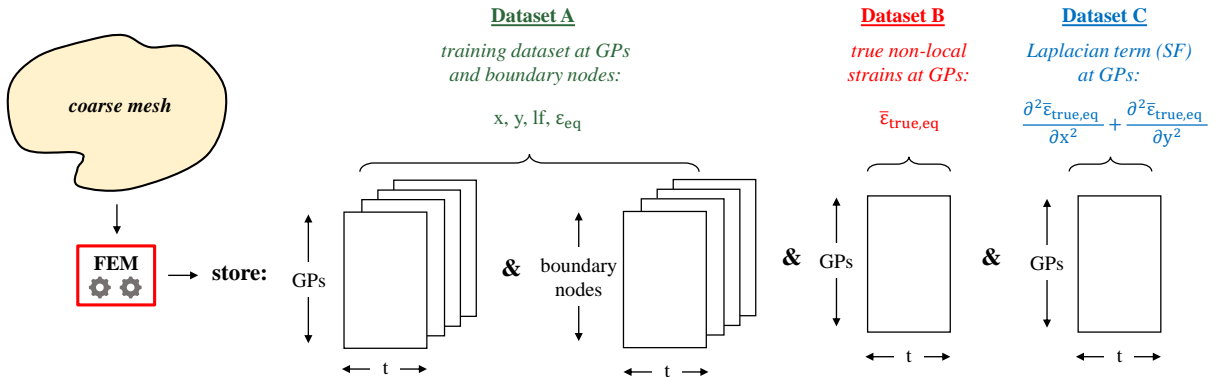 Dataset A
training dataset at GPs
and boundary nodes:
x, y, lf, ε_eq
Dataset B
true non-local
strains at GPs:
ε̅_true,eq
Dataset C
Laplacian term (SF)
at GPs:
∂²ε̅_true,eq/∂x² + ∂²ε̅_true,eq/∂y²
coarse mesh
FEM
store:
GPs
t
&
boundary
nodes
t
&
GPs
t
&
GPs
t